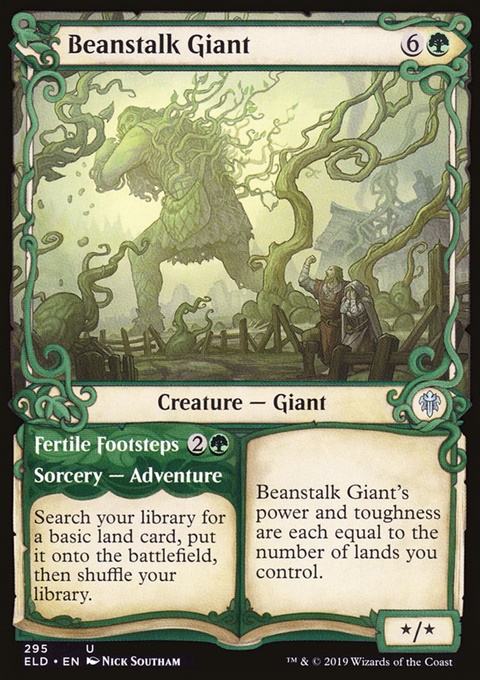 Beanstalk Giant 6
Creature — Giant
Fertile Footsteps 2
Sorcery — Adventure
Search your library for
a basic land card, put
it onto the battlefield,
then shuffle your
library.
Beanstalk Giant's
power and toughness
are each equal to the
number of lands you
control.
*/*
295 U
ELD • EN Nick Southam
™ & © 2019 Wizards of the Coast